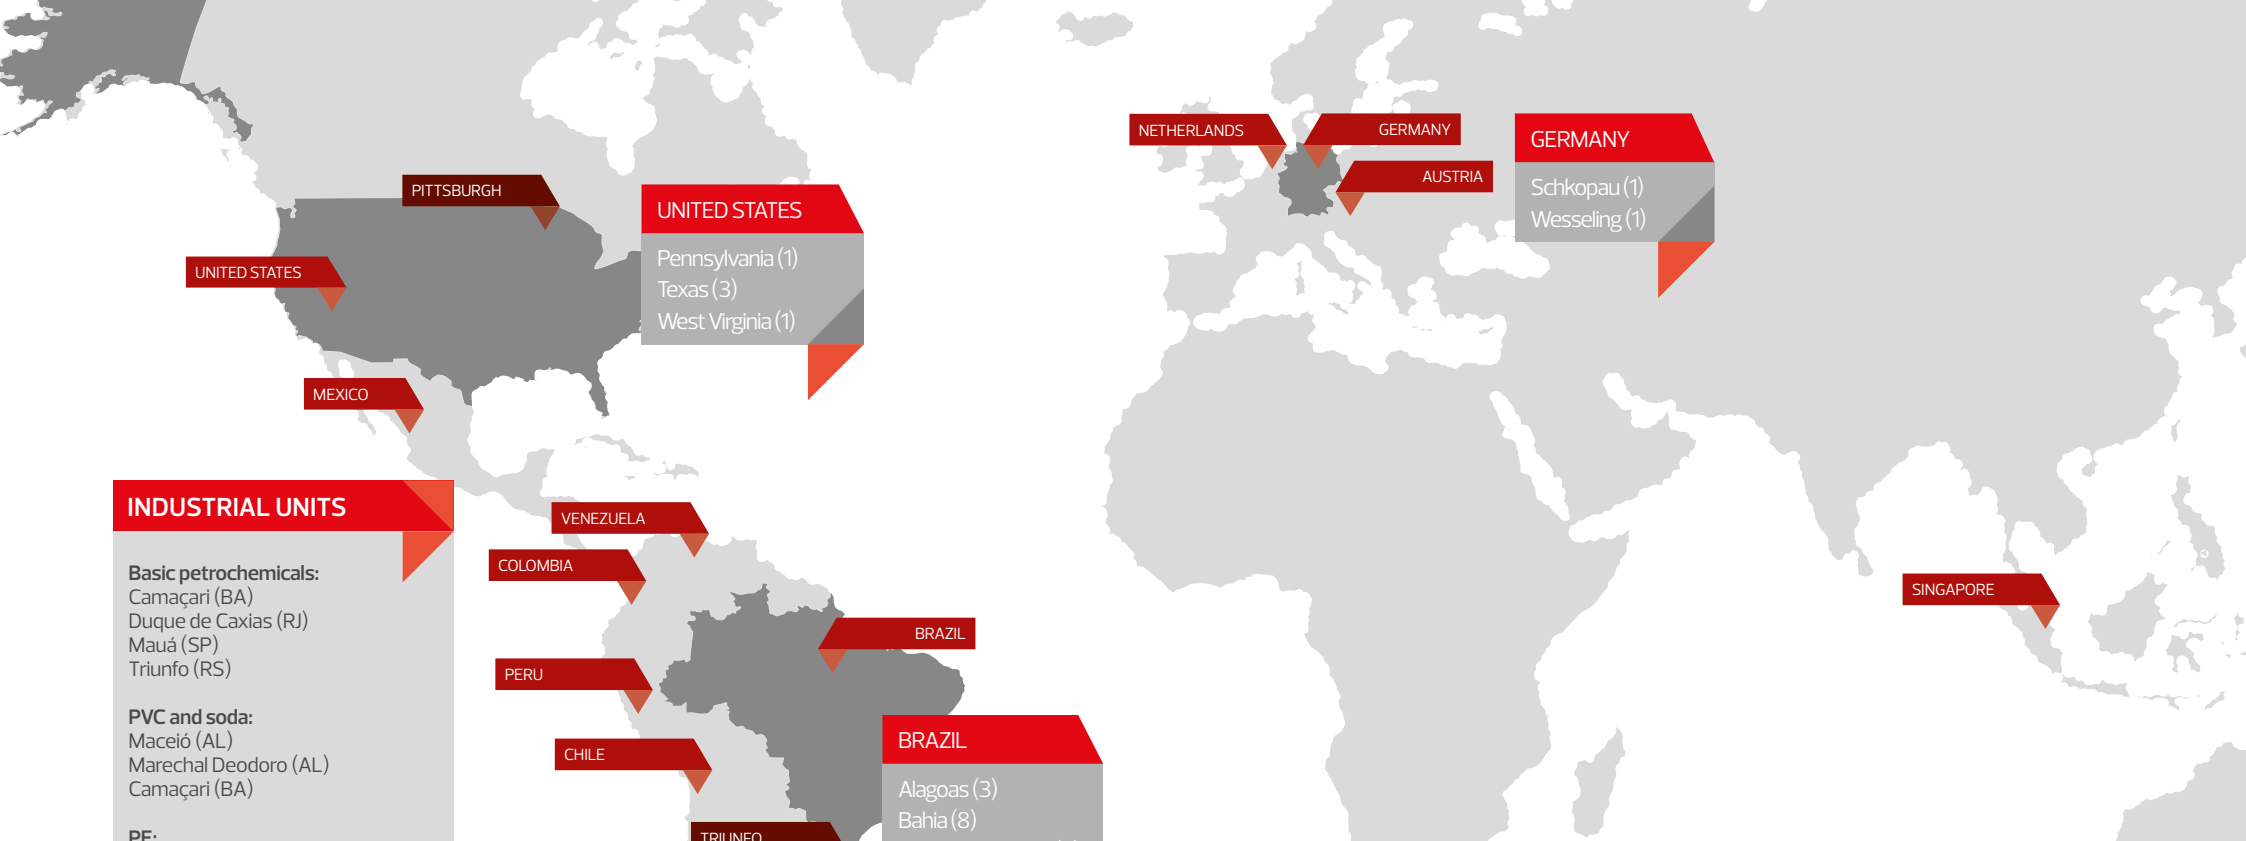 NETHERLANDS
GERMANY
AUSTRIA
GERMANY
Schkopau (1)
Wesseling (1)
PITTSBURGH
UNITED STATES
Pennsylvania (1)
Texas (3)
West Virginia (1)
UNITED STATES
MEXICO
INDUSTRIAL UNITS
Basic petrochemicals:
Camaçari (BA)
Duque de Caxias (RJ)
Mauá (SP)
Triunfo (RS)
PVC and soda:
Maceió (AL)
Marechal Deodoro (AL)
Camaçari (BA)
PE:
VENEZUELA
COLOMBIA
BRAZIL
PERU
CHILE
TRIUNFO
BRAZIL
Alagoas (3)
Bahia (8)
SINGAPORE